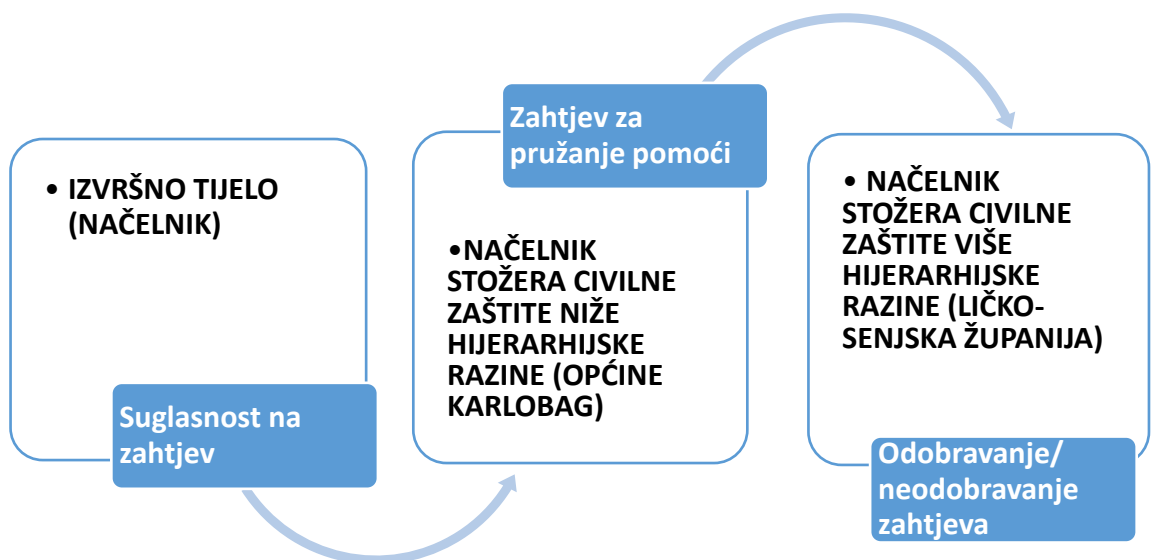 • IZVRŠNO TIJELO
(NAČELNIK)
Suglasnost na
zahtjev
Zahtjev za
pružanje pomoći
•NAČELNIK
STOŽERA CIVILNE
ZAŠTITE NIŽE
HIJERARHIJSKE
RAZINE (OPĆINE
KARLOBAG)
• NAČELNIK
STOŽERA CIVILNE
ZAŠTITE VIŠE
HIJERARHIJSKE
RAZINE (LIČKO-
SENJSKA ŽUPANIJA)
Odobravanje/
neodobravanje
zahtjeva